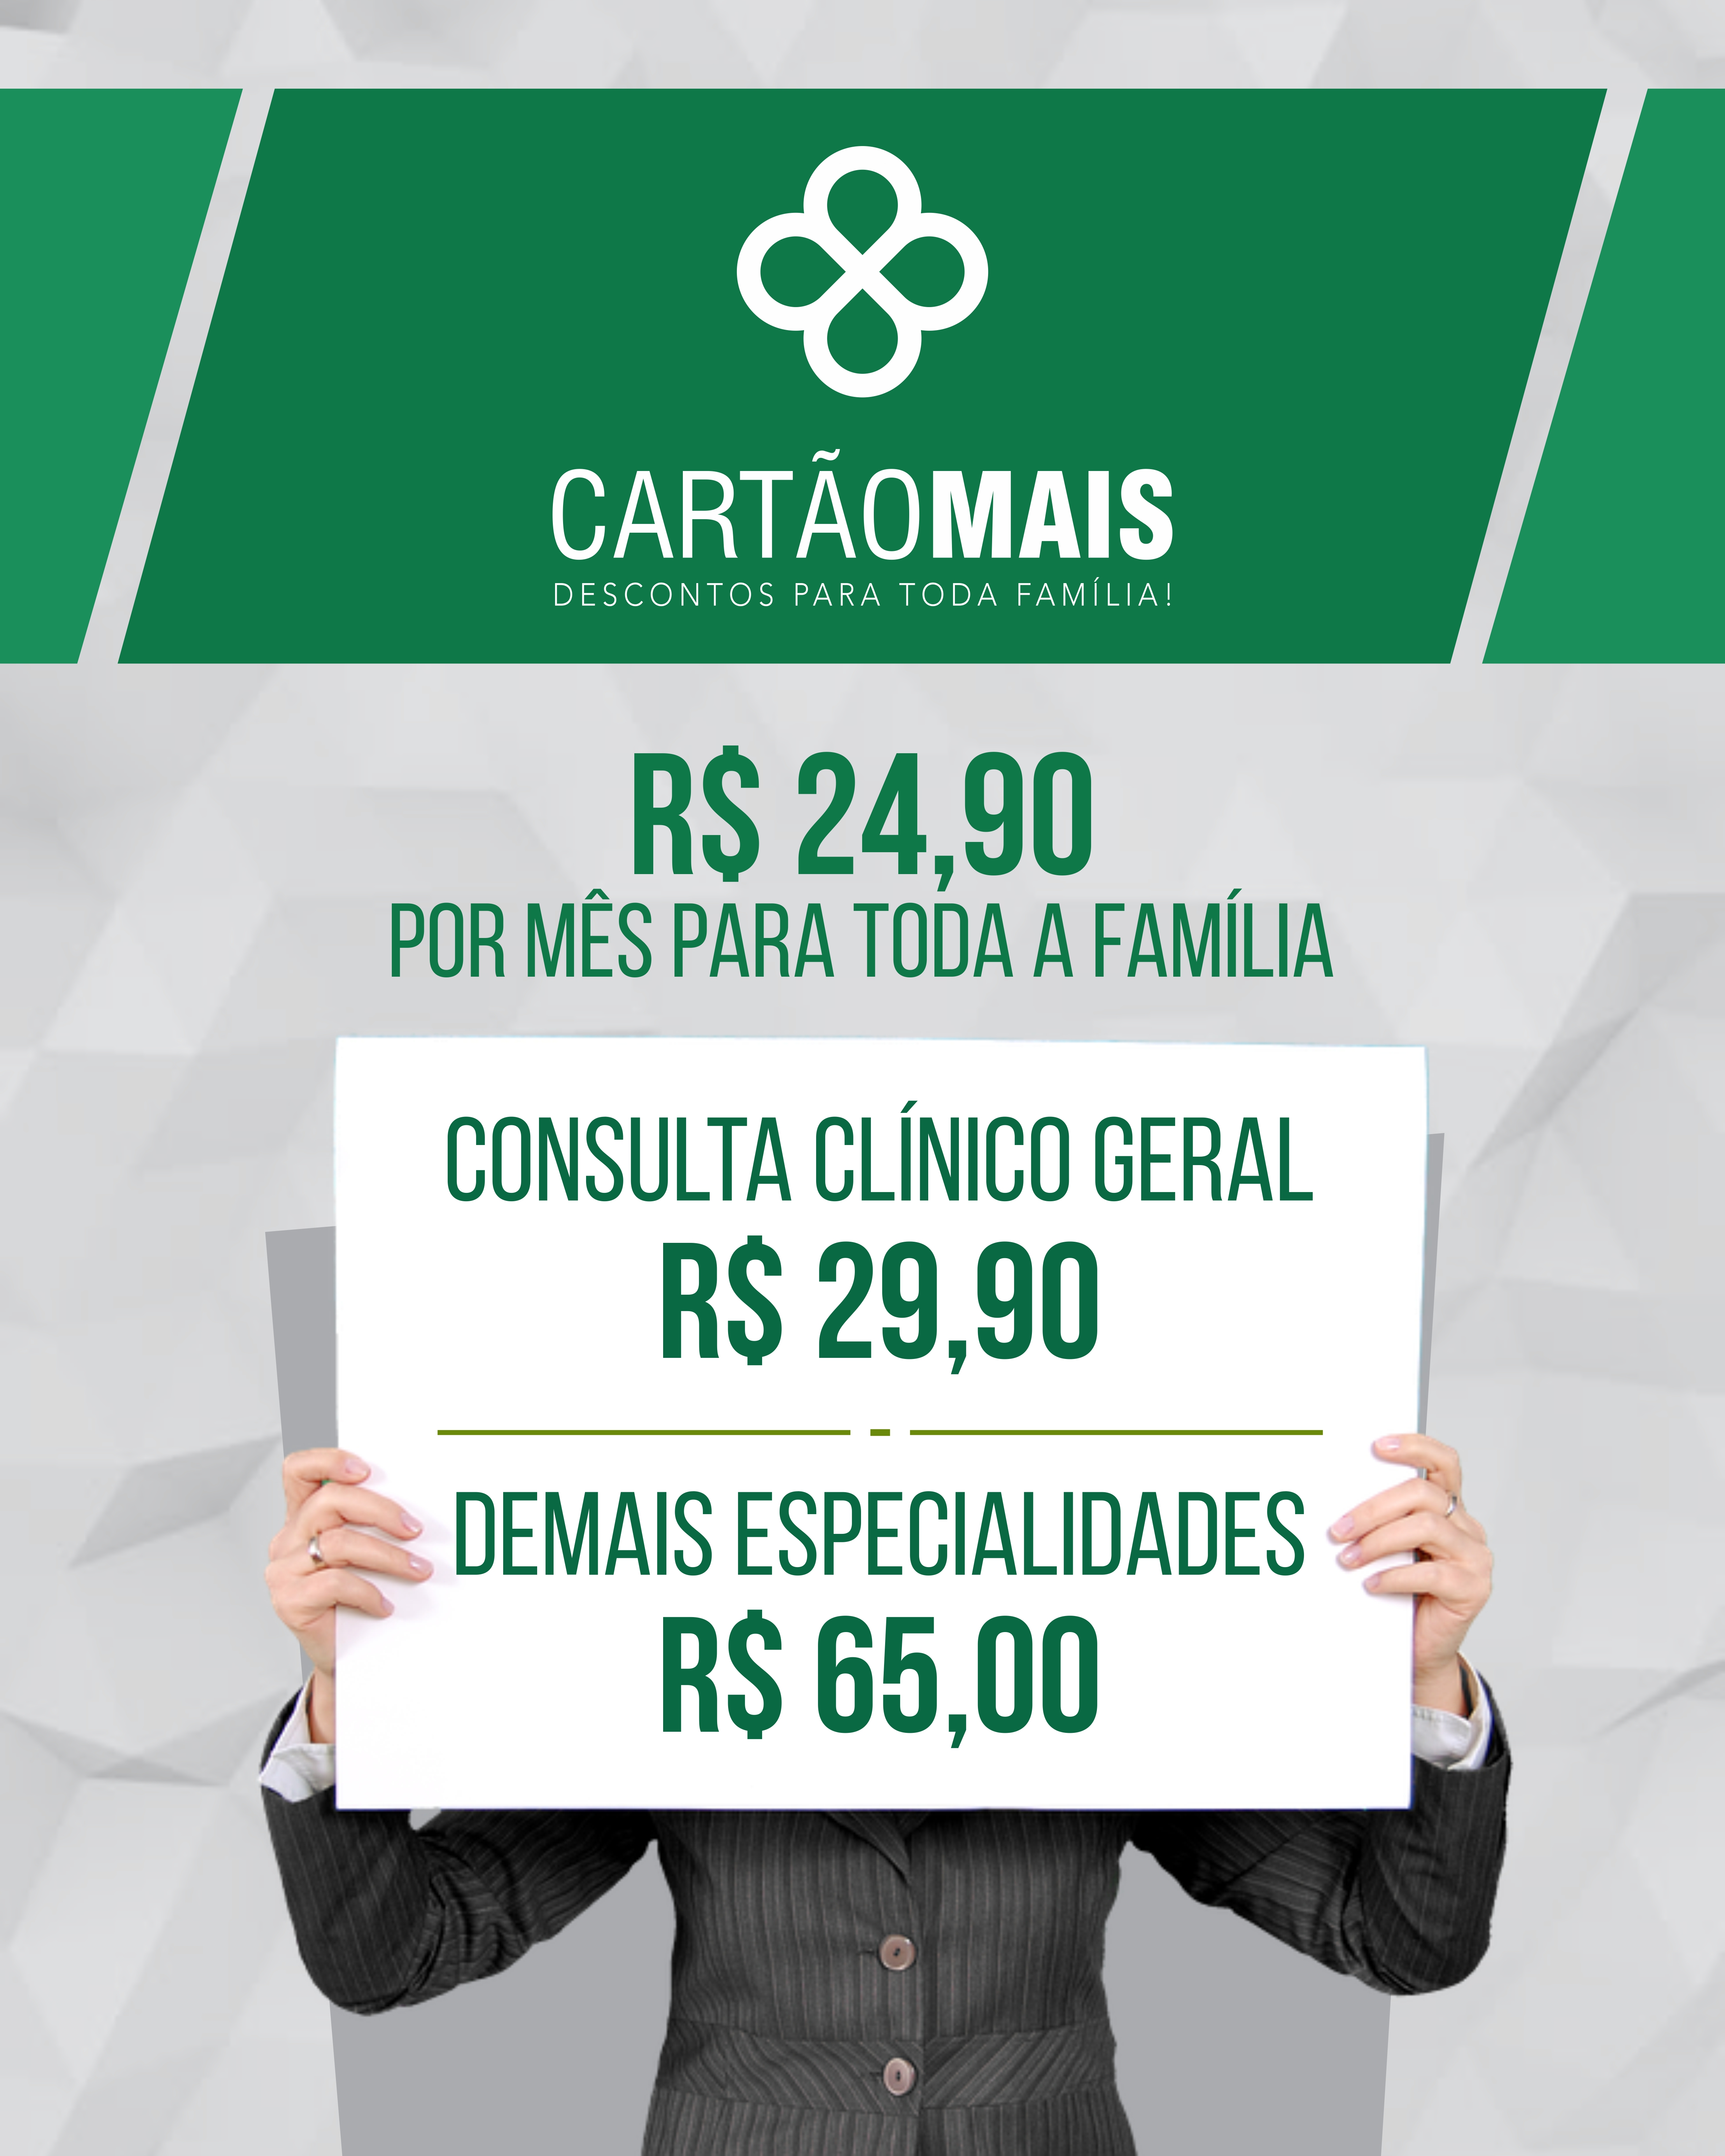 CARTÃOMAIS
DESCONTOS PARA TODA FAMÍLIA!
R$ 24,90
POR MÊS PARA TODA A FAMÍLIA
CONSULTA CLÍNICO GERAL
R$ 29,90
DEMAIS ESPECIALIDADES
R$ 65,00